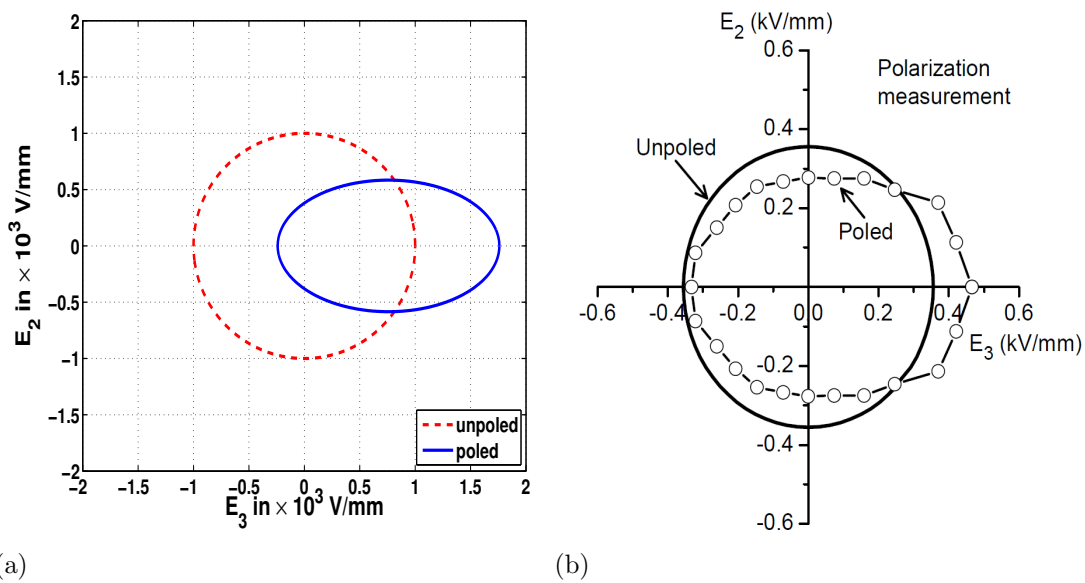 2
1.5
1
0.5
0
−0.5
−1
−1.5
−2
E2 in × 10^3 V/mm
−2 −1.5 −1 −0.5 0 0.5 1 1.5 2
E3 in × 10^3 V/mm
unpoled
poled
(a)
E2 (kV/mm)
0.6
Polarization
measurement
0.4
Unpoled
0.2
Poled
-0.6 -0.4 -0.2 0.0 0.2 0.4 0.6
E3 (kV/mm)
-0.2
-0.4
-0.6
(b)